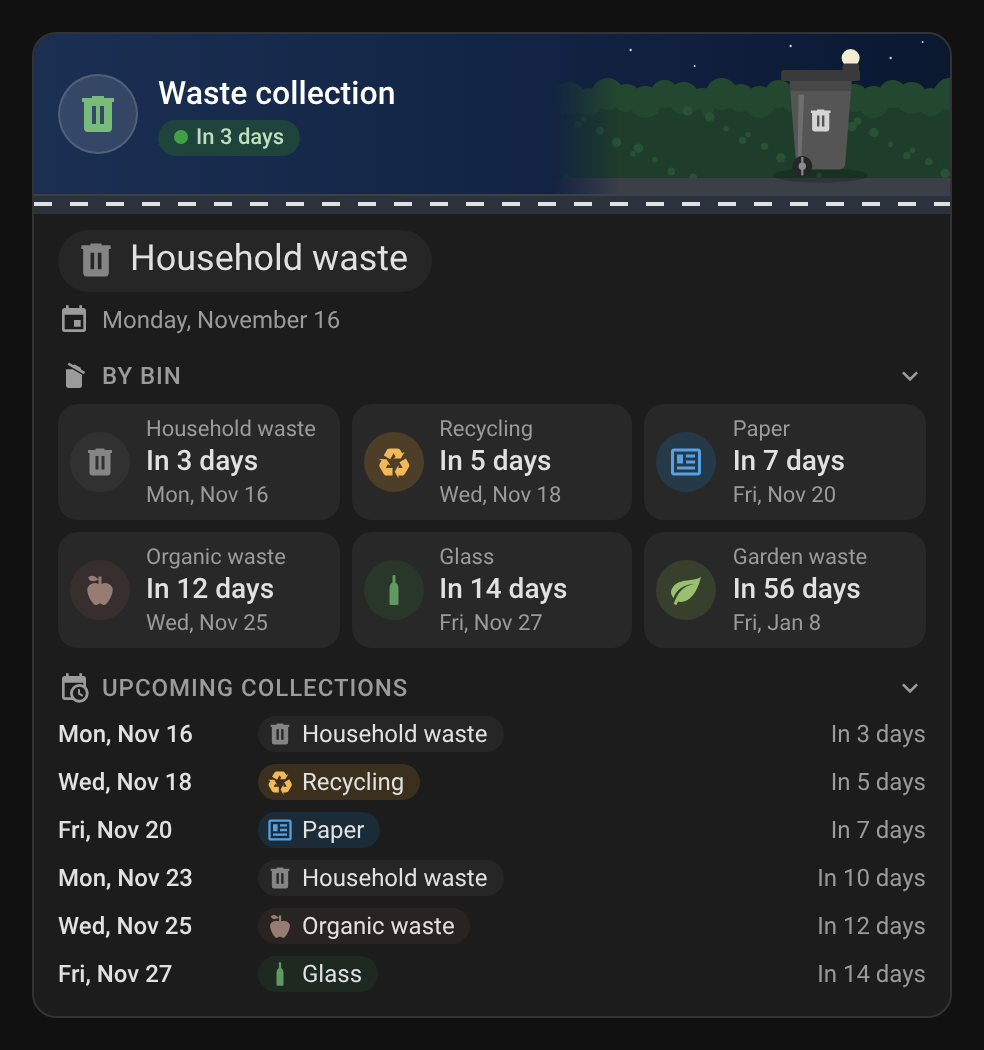 Waste collection
In 3 days
Household waste
Monday, November 16
BY BIN
Household waste
In 3 days
Mon, Nov 16
Recycling
In 5 days
Wed, Nov 18
Paper
In 7 days
Fri, Nov 20
Organic waste
In 12 days
Wed, Nov 25
Glass
In 14 days
Fri, Nov 27
Garden waste
In 56 days
Fri, Jan 8
UPCOMING COLLECTIONS
Mon, Nov 16 Household waste In 3 days
Wed, Nov 18 Recycling In 5 days
Fri, Nov 20 Paper In 7 days
Mon, Nov 23 Household waste In 10 days
Wed, Nov 25 Organic waste In 12 days
Fri, Nov 27 Glass In 14 days